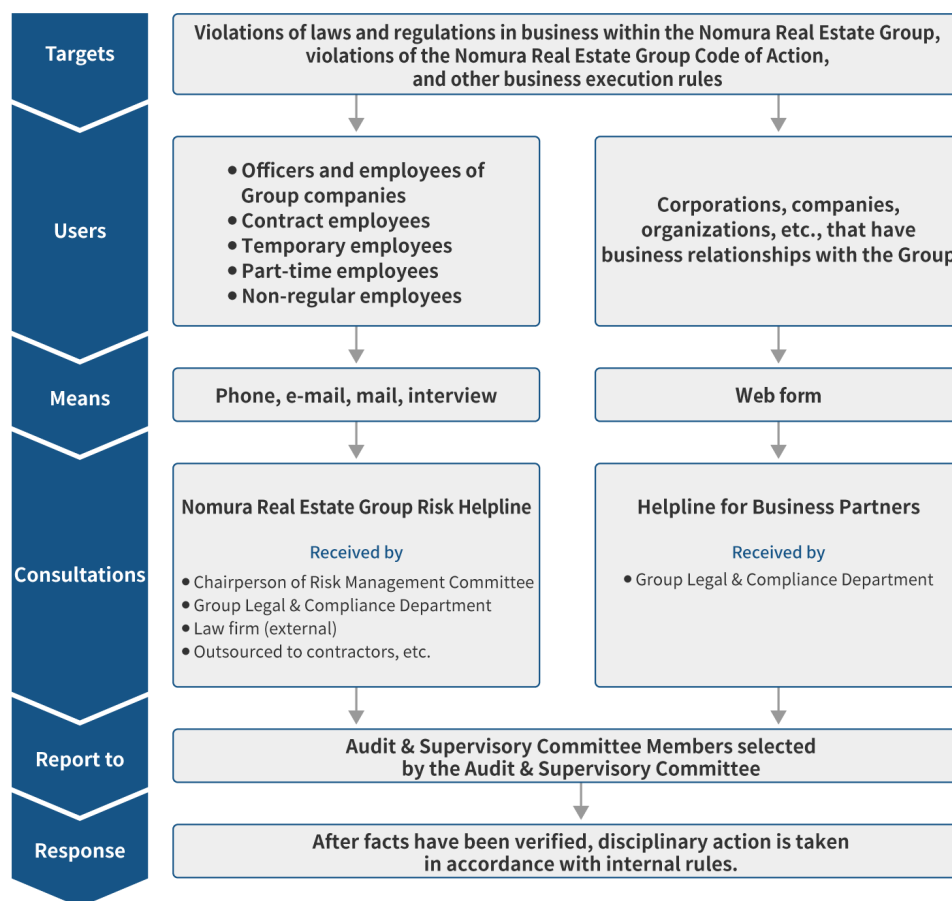 Targets
Violations of laws and regulations in business within the Nomura Real Estate Group,
violations of the Nomura Real Estate Group Code of Action,
and other business execution rules
Users
• Officers and employees of
Group companies
• Contract employees
• Temporary employees
• Part-time employees
• Non-regular employees
Corporations, companies,
organizations, etc., that have
business relationships with the Group
Means
Phone, e-mail, mail, interview
Web form
Consultations
Nomura Real Estate Group Risk Helpline
Received by
• Chairperson of Risk Management Committee
• Group Legal & Compliance Department
• Law firm (external)
• Outsourced to contractors, etc.
Helpline for Business Partners
Received by
• Group Legal & Compliance Department
Report to
Audit & Supervisory Committee Members selected
by the Audit & Supervisory Committee
Response
After facts have been verified, disciplinary action is taken
in accordance with internal rules.